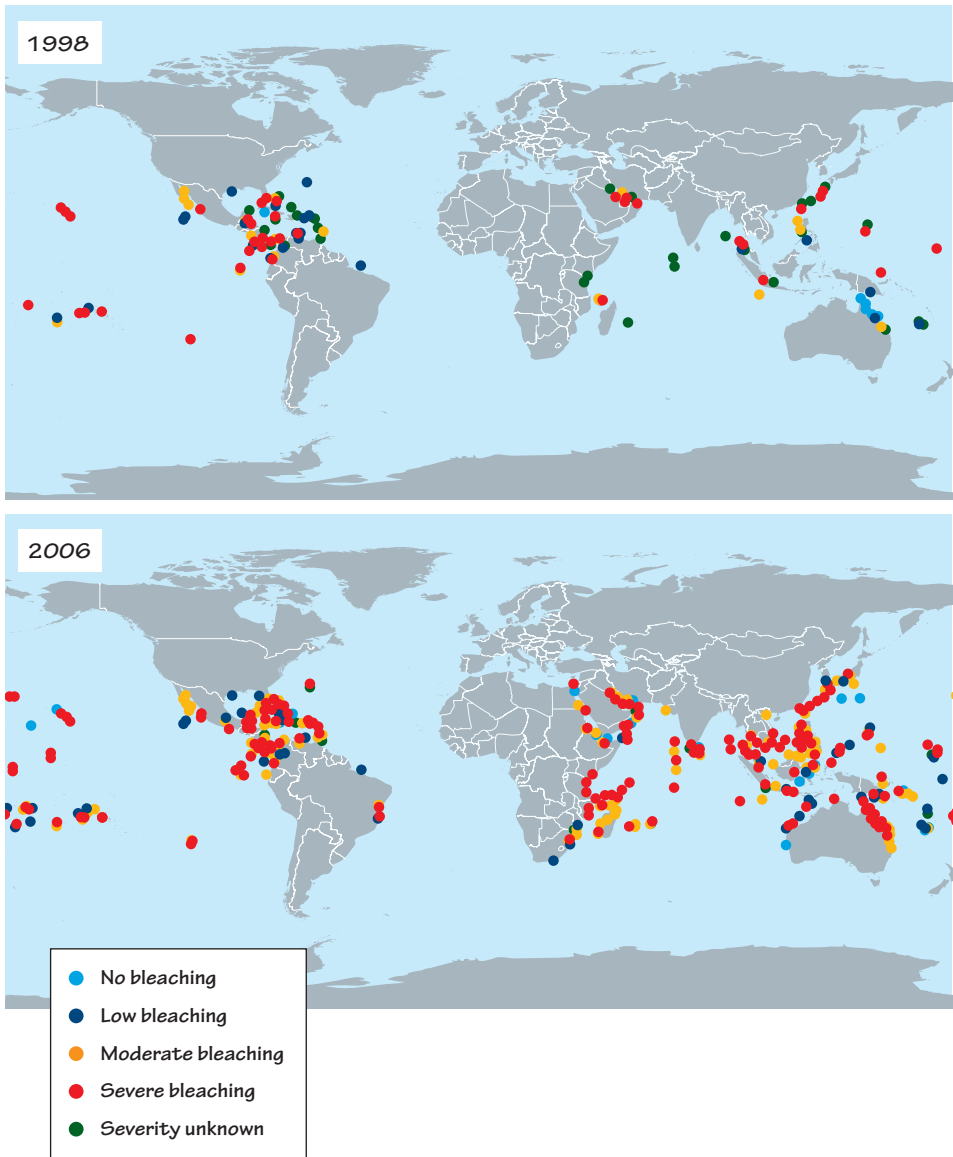 1998
2006
No bleaching
Low bleaching
Moderate bleaching
Severe bleaching
Severity unknown